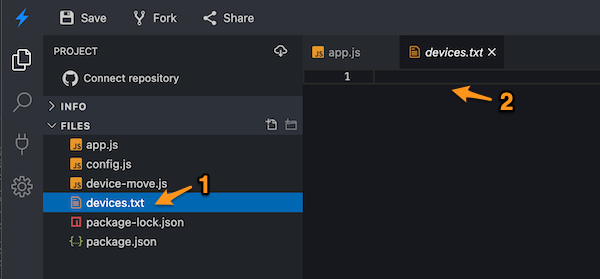 Save Fork Share
PROJECT
Connect repository
INFO
FILES
app.js
config.js
device-move.js
devices.txt
package-lock.json
package.json
1
app.js devices.txt
1
2